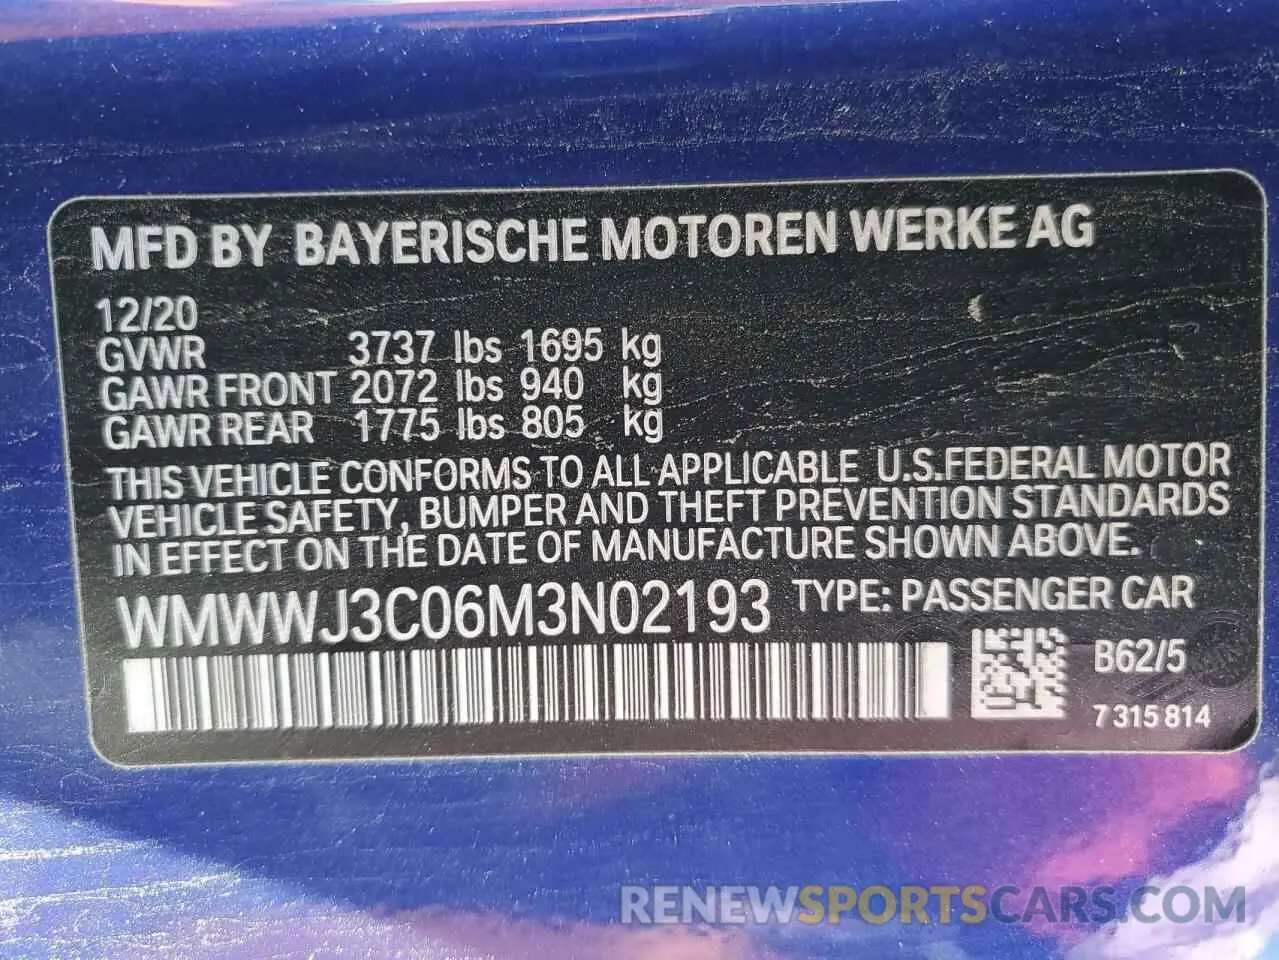 MFD BY BAYERISCHE MOTOREN WERKE AG
12/20
GVWR 3737 lbs 1695 kg
GAWR FRONT 2072 lbs 940 kg
GAWR REAR 1775 lbs 805 kg
THIS VEHICLE CONFORMS TO ALL APPLICABLE U.S.FEDERAL MOTOR
VEHICLE SAFETY, BUMPER AND THEFT PREVENTION STANDARDS
IN EFFECT ON THE DATE OF MANUFACTURE SHOWN ABOVE.
WMWWJ3C06M3N02193 TYPE: PASSENGER CAR
B62/5
7 315 814
RENEWSPORTSCARS.COM